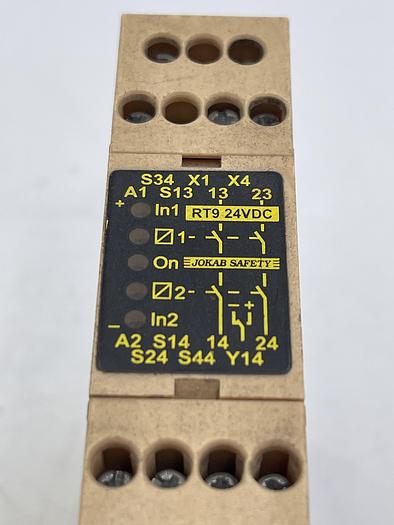 S34 X1 X4
A1 S13 13 23
+ In1 RT9 24VDC
1
On JOKAB SAFETY
2
+
– In2
A2 S14 14 24
S24 S44 Y14